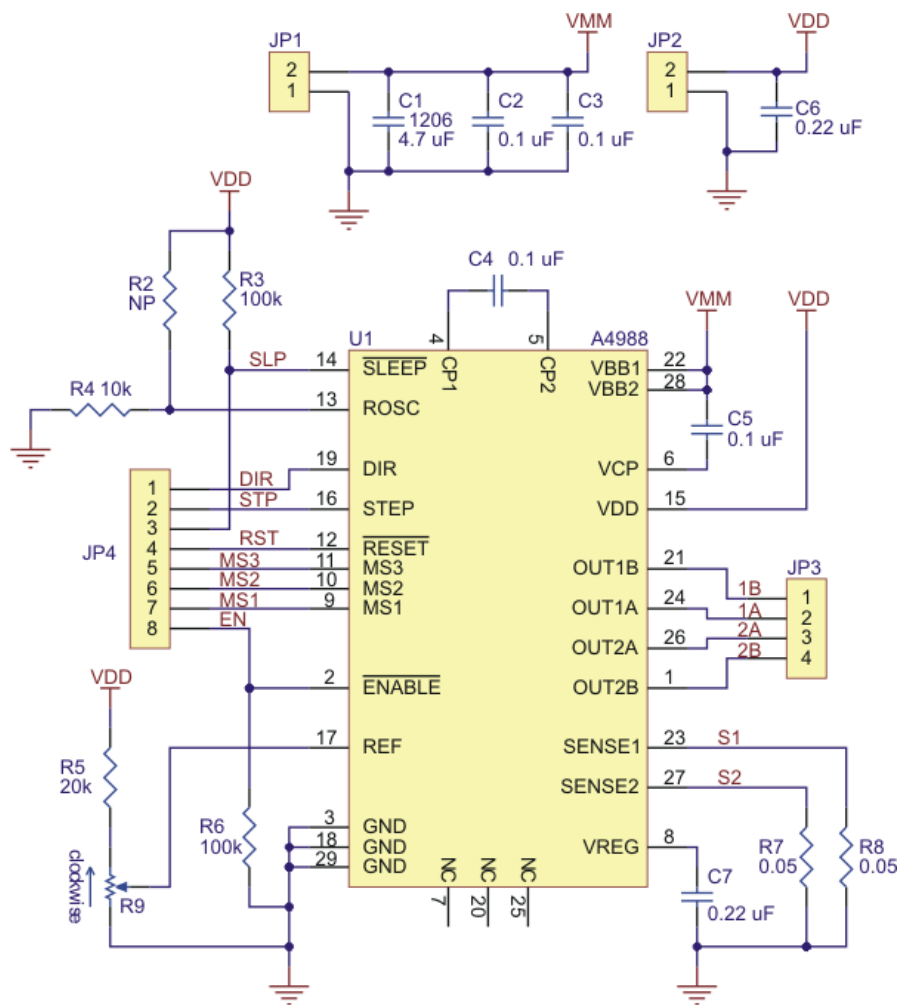 JP1
2
1
VMM
C1
1206
4.7 uF
C2
0.1 uF
C3
0.1 uF
JP2
2
1
VDD
C6
0.22 uF
VDD
R2
NP
R3
100k
C4 0.1 uF
VMM
VDD
U1
A4988
4
CP1
5
CP2
SLP
14
SLEEP
R4 10k
13
ROSC
VBB1
22
VBB2
28
C5
0.1 uF
VCP
6
VDD
15
JP4
1
2
3
4
5
6
7
8
DIR
19
DIR
STP
16
STEP
RST
12
RESET
MS3
11
MS3
MS2
10
MS2
MS1
9
MS1
EN
2
ENABLE
OUT1B
21
OUT1A
24
OUT2A
26
OUT2B
1
1B
1A
2A
2B
JP3
1
2
3
4
VDD
R5
20k
17
REF
clockwise
R9
R6
100k
3
GND
18
GND
29
GND
NC
7
NC
20
NC
25
SENSE1
23
S1
SENSE2
27
S2
VREG
8
C7
0.22 uF
R7
0.05
R8
0.05